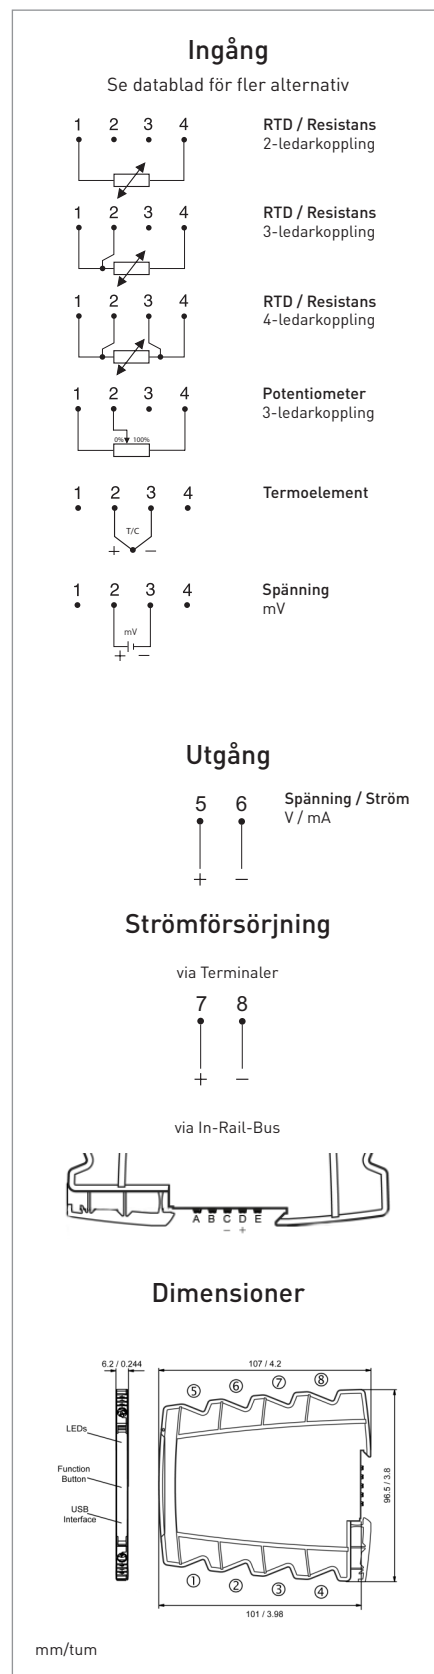 Ingång
Se datablad för fler alternativ
1 2 3 4
RTD / Resistans
2-ledarkoppling
1 2 3 4
RTD / Resistans
3-ledarkoppling
1 2 3 4
RTD / Resistans
4-ledarkoppling
1 2 3 4
0% 100%
Potentiometer
3-ledarkoppling
1 2 3 4
T/C
+ −
Termoelement
1 2 3 4
mV
+ −
Spänning
mV
Utgång
5 6
+ −
Spänning / Ström
V / mA
Strömförsörjning
via Terminaler
7 8
+ −
via In-Rail-Bus
A B C D E
− +
Dimensioner
6.2 / 0.244
107 / 4.2
⑤ ⑥ ⑦ ⑧
LEDs
Function
Button
USB
Interface
96.5 / 3.8
① ② ③ ④
101 / 3.98
mm/tum